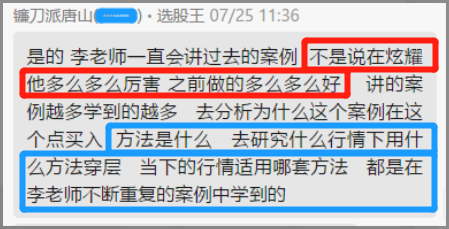 镰刀派唐山()·选股王 07/25 11:36
是的 李老师一直会讲过去的案例 不是说在炫耀
他多么多么厉害 之前做的多么多么好 讲的案
例越多学到的越多 去分析为什么这个案例在这
个点买入 方法是什么 去研究什么行情下用什
么方法穿层 当下的行情适用哪套方法 都是在
李老师不断重复的案例中学到的